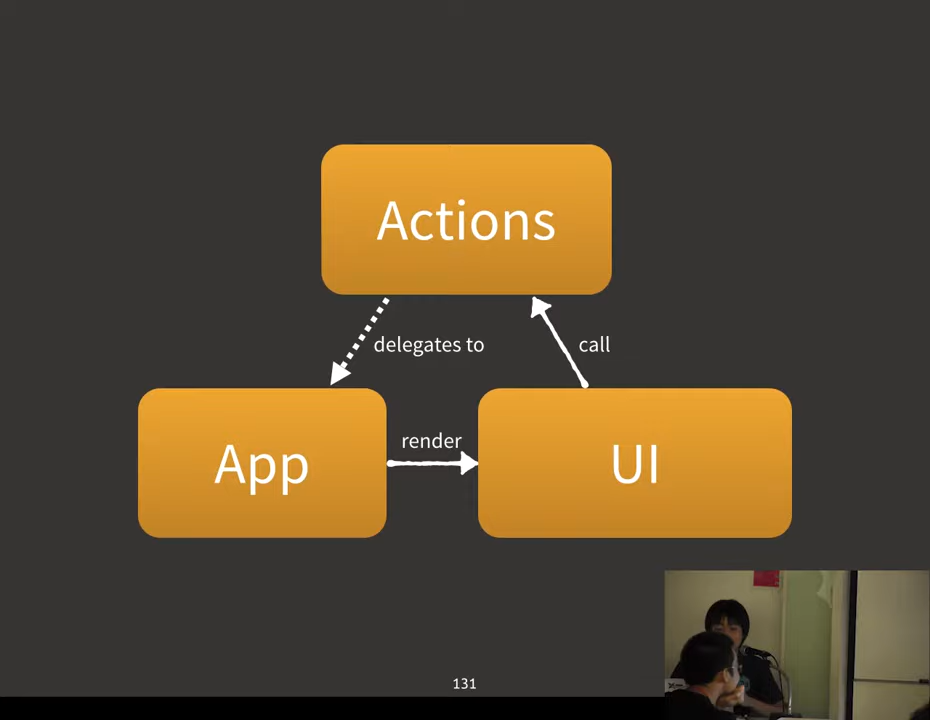 Actions
delegates to
call
App
render
UI
131